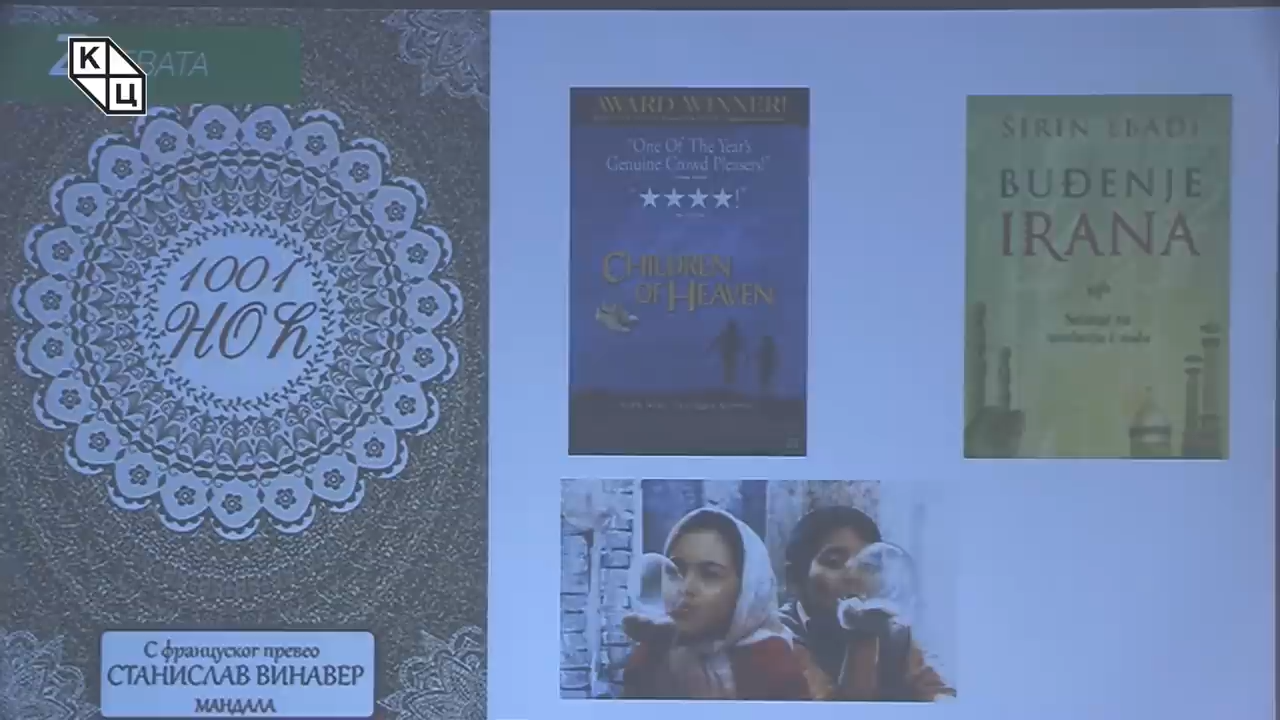 К
Ц
1001
НОЋ
С француског превео
СТАНИСЛАВ ВИНАВЕР
МАНДАЛА
AWARD WINNER!
"One Of The Year's
Genuine Crowd Plessers!"
CHILDREN
OF HEAVEN
ŠIRIN EBADI
BUĐENJE
IRANA